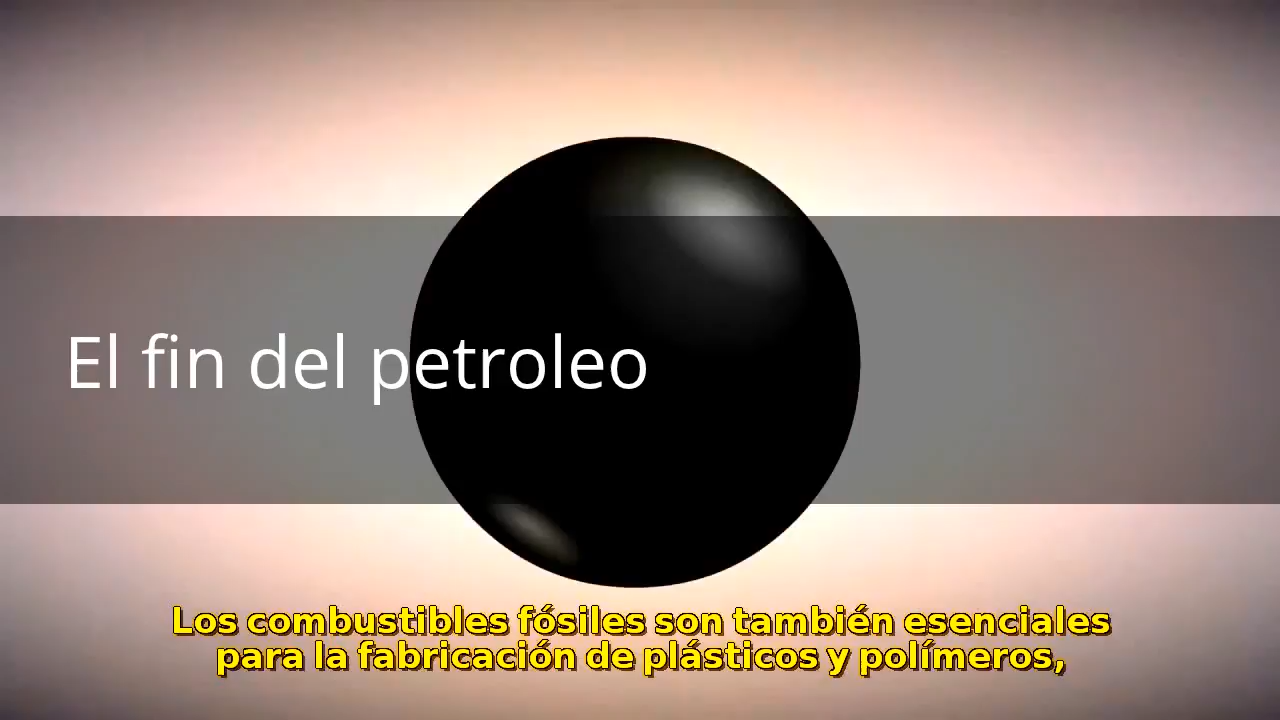 El fin del petroleo
Los combustibles fósiles son también esenciales
para la fabricación de plásticos y polímeros,